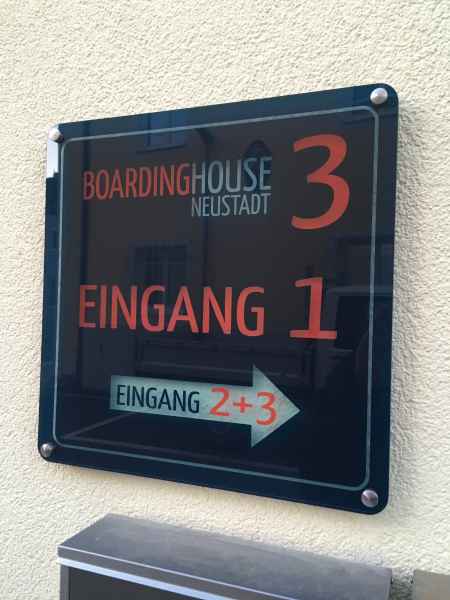 BOARDINGHOUSE 3
NEUSTADT
EINGANG 1
EINGANG 2+3